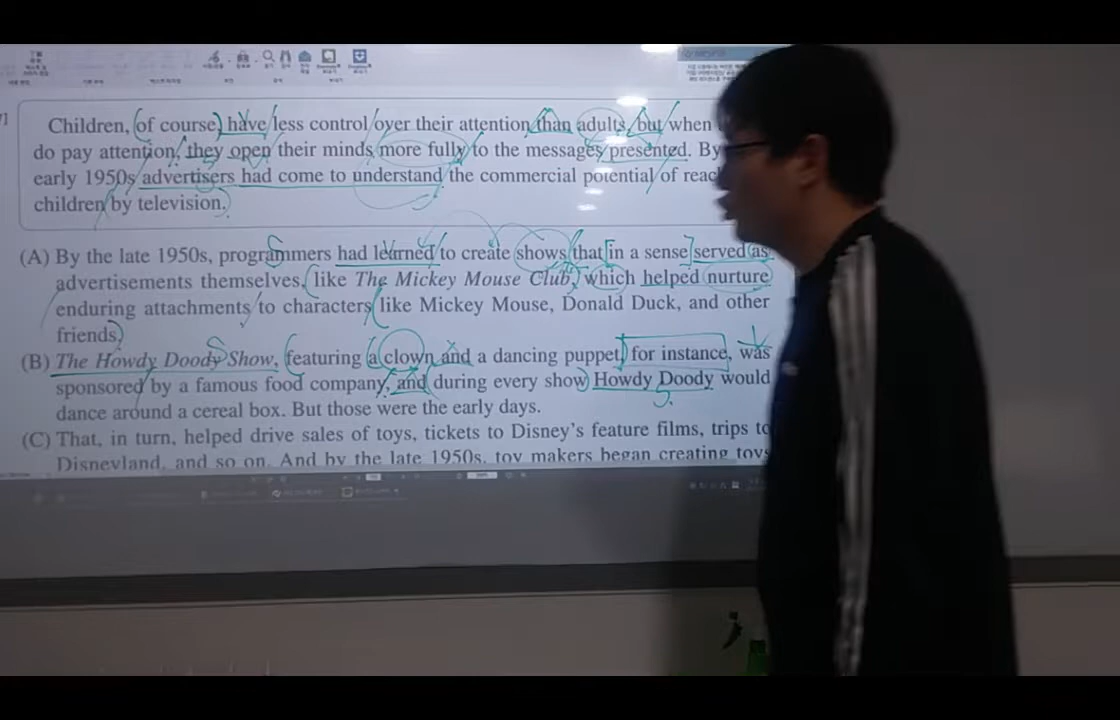 Children, of course, have less control over their attention than adults, but when
do pay attention, they open their minds more fully to the messages presented. By
early 1950s advertisers had come to understand the commercial potential of
children by television.
(A) By the late 1950s, programmers had learned to create shows that in a sense served as
advertisements themselves, like The Mickey Mouse Club, which helped nurture
enduring attachments to characters like Mickey Mouse, Donald Duck, and other
friends.
(B) The Howdy Doody Show, featuring a clown and a dancing puppet, for instance, was
sponsored by a famous food company, and during every show Howdy Doody would
dance around a cereal box. But those were the early days.
(C) That, in turn, helped drive sales of toys, tickets to Disney's feature films, trips to
Disneyland, and so on. And by the late 1950s, toy makers began creating toys